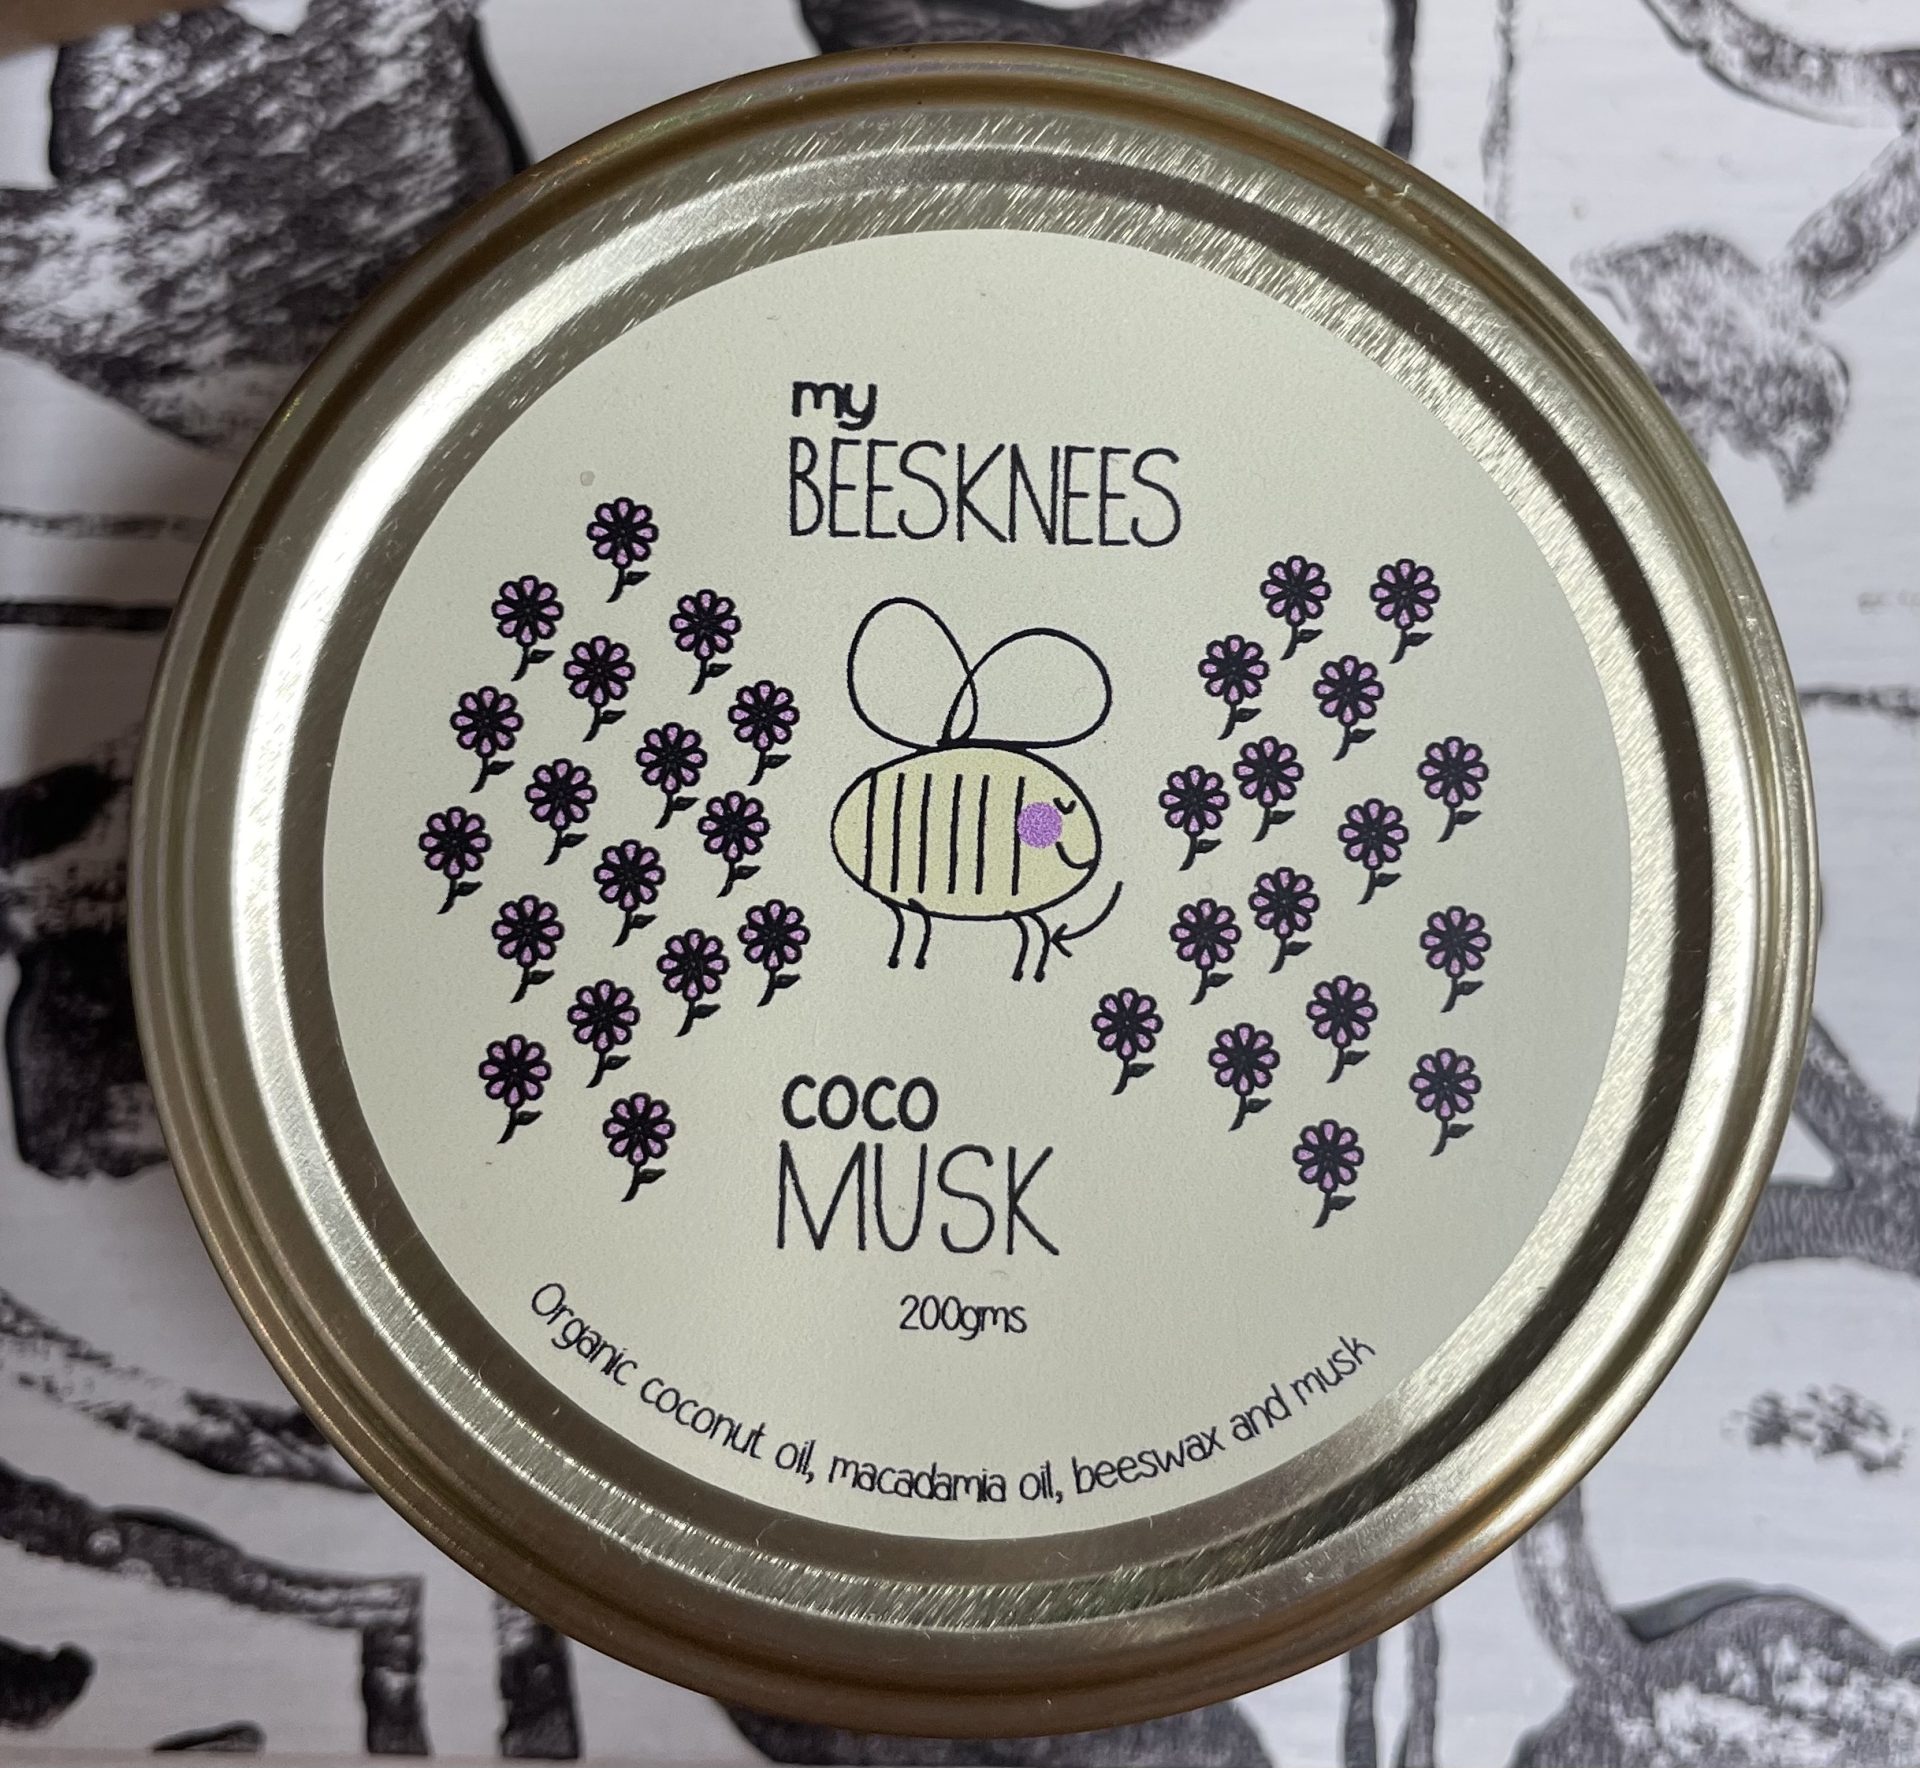 my
BEESKNEES
coco
MUSK
200gms
Organic coconut oil, macadamia oil, beeswax and musk